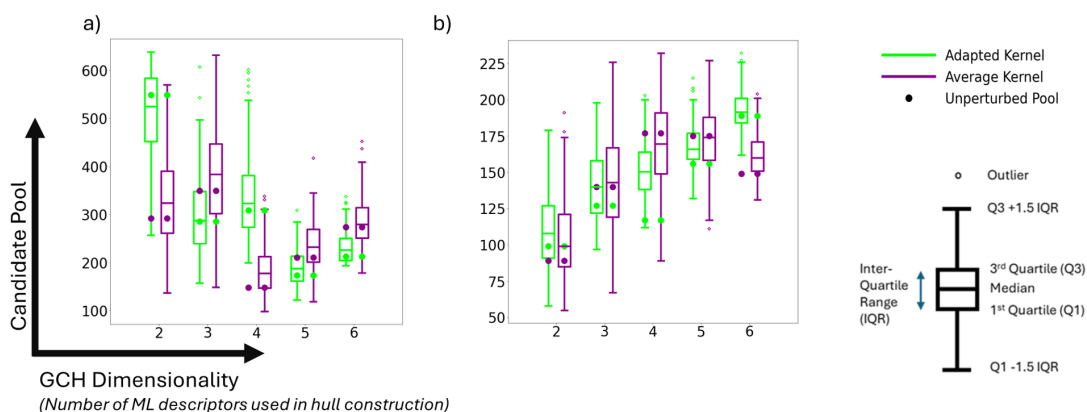 a)
b)
600
500
400
300
200
100
2
3
4
5
6
225
200
175
150
125
100
75
50
2
3
4
5
6
Candidate Pool
GCH Dimensionality
(Number of ML descriptors used in hull construction)
Adapted Kernel
Average Kernel
Unperturbed Pool
Outlier
Q3 +1.5 IQR
Inter-
Quartile
Range
(IQR)
3rd Quartile (Q3)
Median
1st Quartile (Q1)
Q1 -1.5 IQR